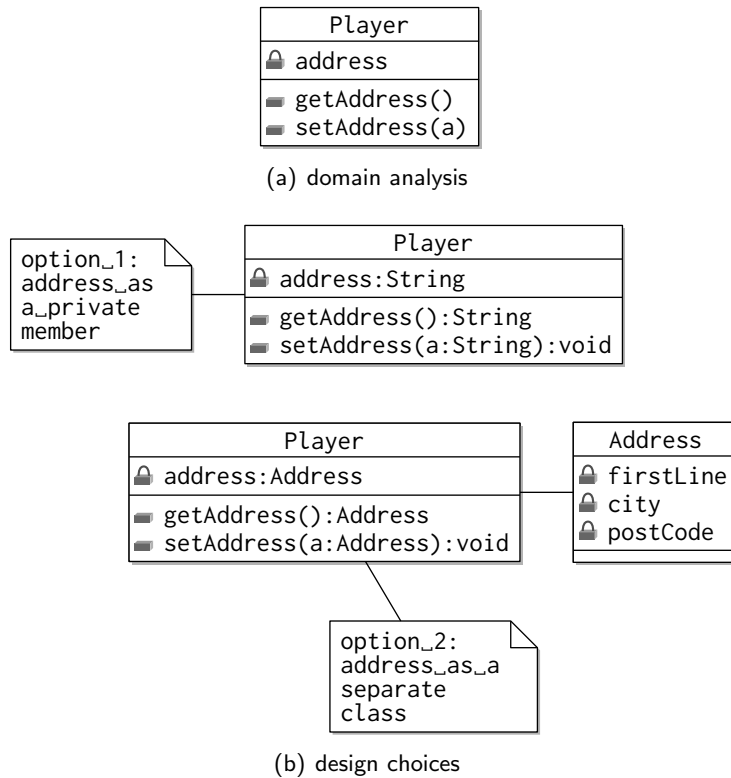 Player
address
getAddress()
setAddress(a)
(a) domain analysis
option␣1:
address␣as
a␣private
member
Player
address:String
getAddress():String
setAddress(a:String):void
Player
address:Address
getAddress():Address
setAddress(a:Address):void
Address
firstLine
city
postCode
option␣2:
address␣as␣a
separate
class
(b) design choices